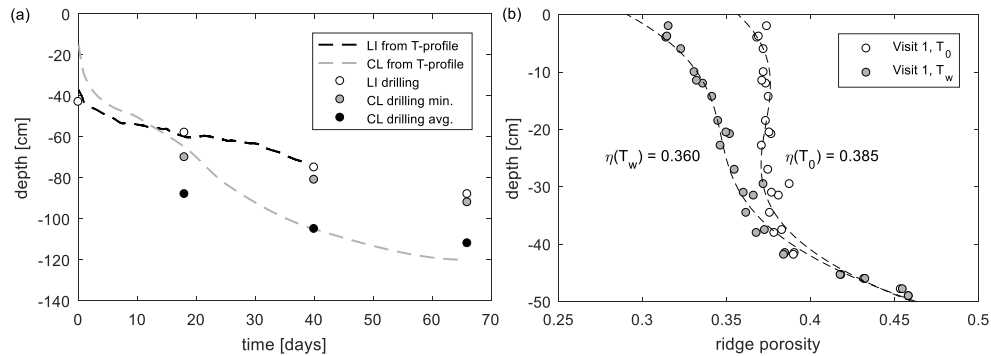 (a)
0
-20
-40
-60
-80
-100
-120
-140
depth [cm]
0 10 20 30 40 50 60 70
time [days]
LI from T-profile
CL from T-profile
LI drilling
CL drilling min.
CL drilling avg.
(b)
0
-10
-20
-30
-40
-50
depth [cm]
0.25 0.3 0.35 0.4 0.45 0.5
ridge porosity
Visit 1, T0
Visit 1, Tw
η(Tw) = 0.360
η(T0) = 0.385